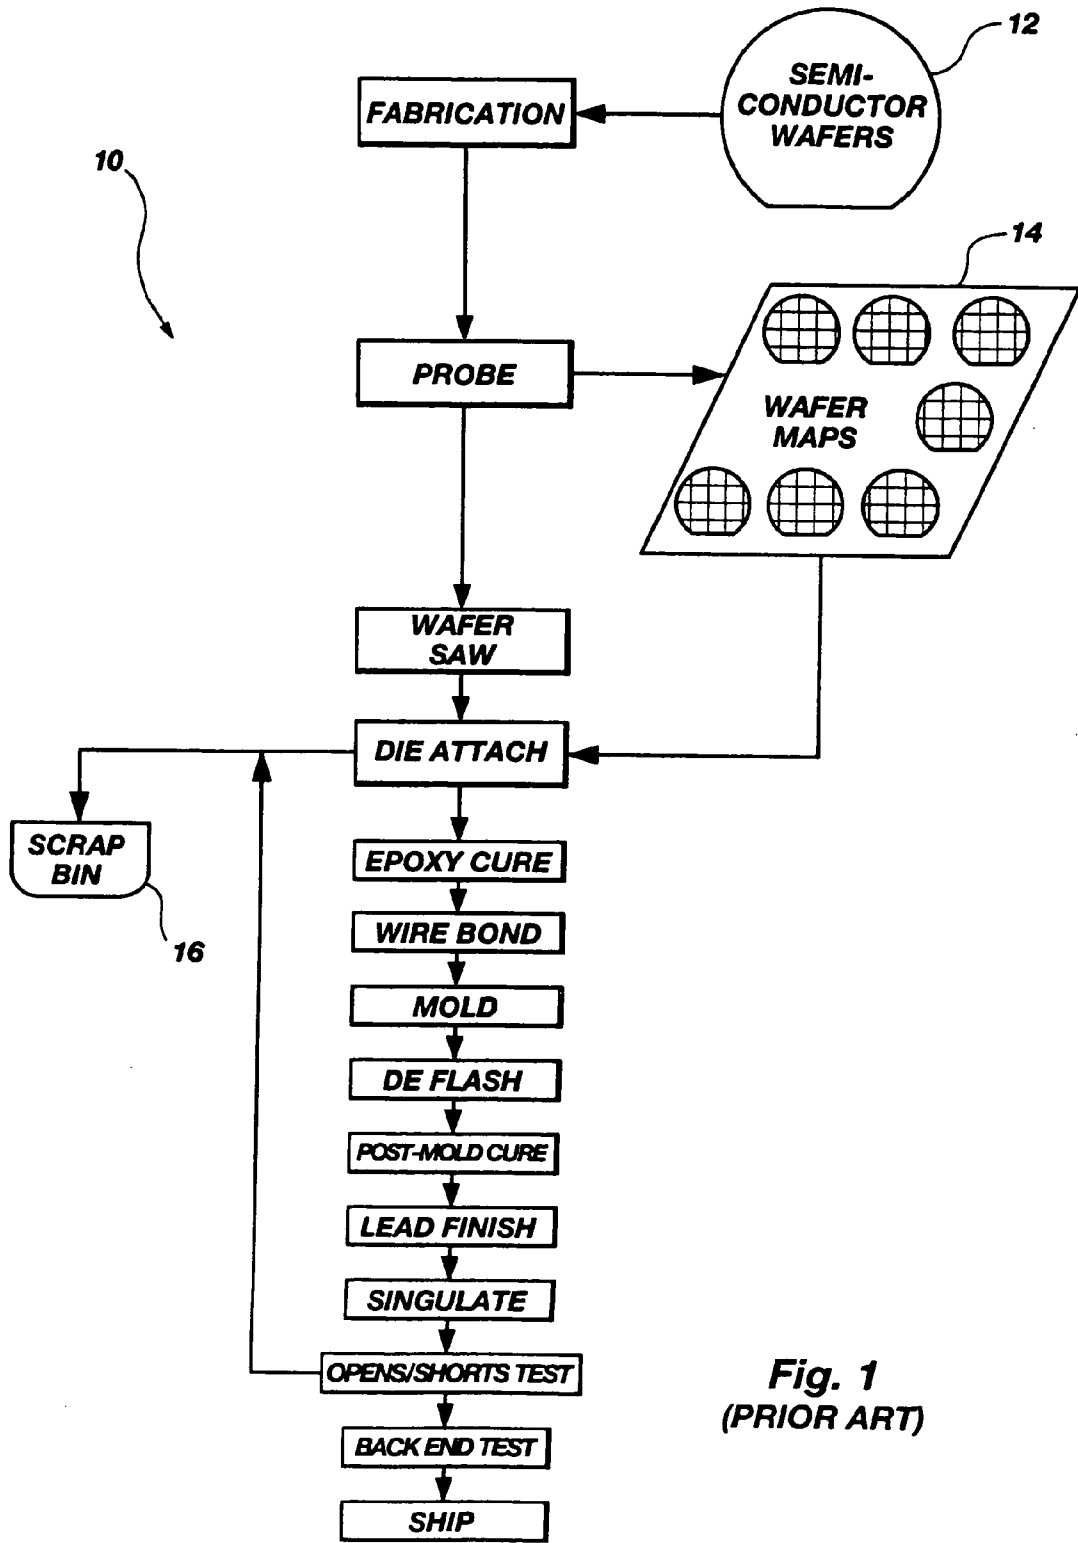 12
SEMI-
CONDUCTOR
WAFERS
FABRICATION
10
14
PROBE
WAFER
MAPS
WAFER
SAW
DIE ATTACH
SCRAP
BIN
EPOXY CURE
16
WIRE BOND
MOLD
DE FLASH
POST-MOLD CURE
LEAD FINISH
SINGULATE
OPENS/SHORTS TEST
Fig. 1
(PRIOR ART)
BACK END TEST
SHIP